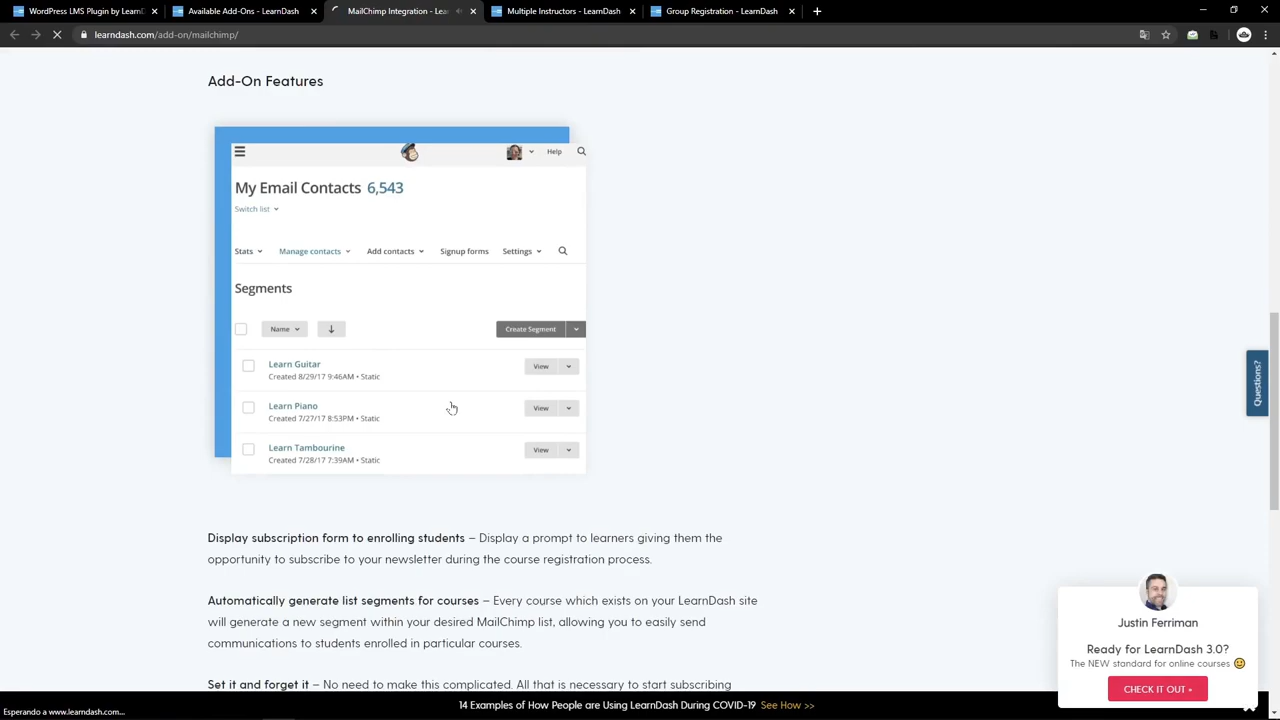 WordPress LMS Plugin by LearnD
Available Add-Ons - LearnDash
MailChimp Integration - Lear
Multiple Instructors - LearnDash
Group Registration - LearnDash
learndash.com/add-on/mailchimp/
Add-On Features
Help
My Email Contacts 6,543
Switch list
Stats Manage contacts Add contacts Signup forms Settings
Segments
Name Create Segment
Learn Guitar
Created 8/29/17 9:46AM • Static
View
Learn Piano
Created 7/27/17 8:53PM • Static
View
Learn Tambourine
Created 7/28/17 7:39AM • Static
View
Questions?
Display subscription form to enrolling students – Display a prompt to learners giving them the
opportunity to subscribe to your newsletter during the course registration process.
Automatically generate list segments for courses – Every course which exists on your LearnDash site
will generate a new segment within your desired MailChimp list, allowing you to easily send
communications to students enrolled in particular courses.
Set it and forget it – No need to make this complicated. All that is necessary to start subscribing
Justin Ferriman
Ready for LearnDash 3.0?
The NEW standard for online courses 🙂
CHECK IT OUT »
14 Examples of How People are Using LearnDash During COVID-19 See How >>
Esperando a www.learndash.com...